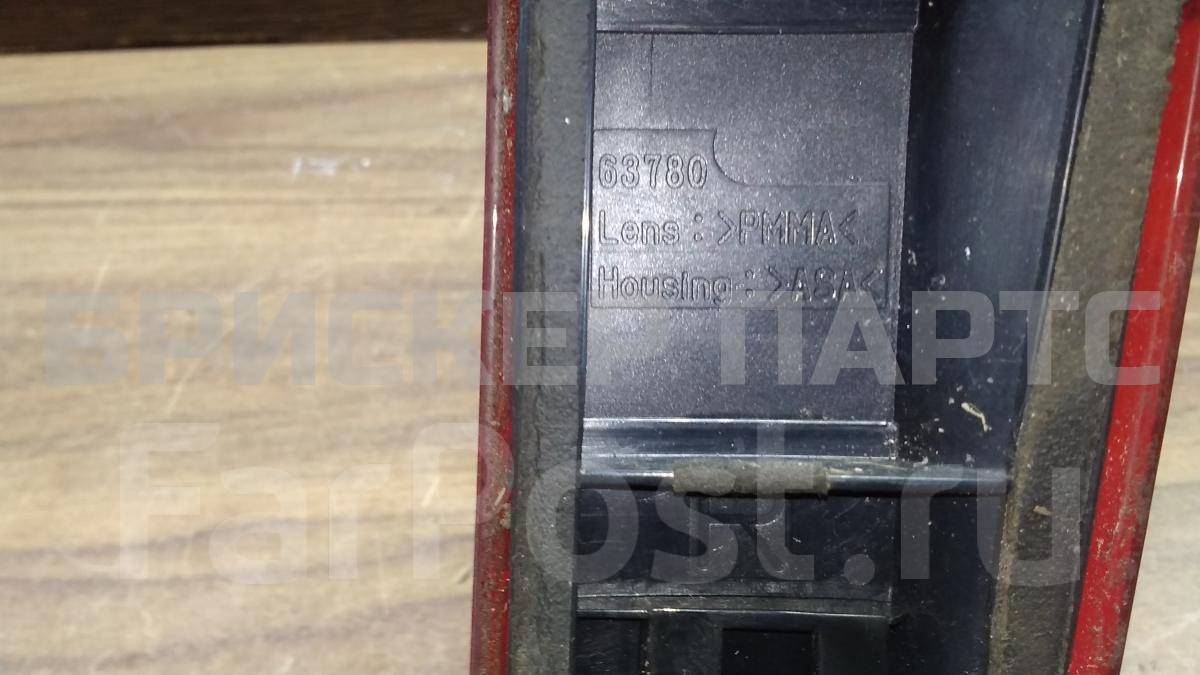 63780
Lens : >PMMA<
Housing : >ASA<
БРИСКЕР ПАРТС
FarPost.ru